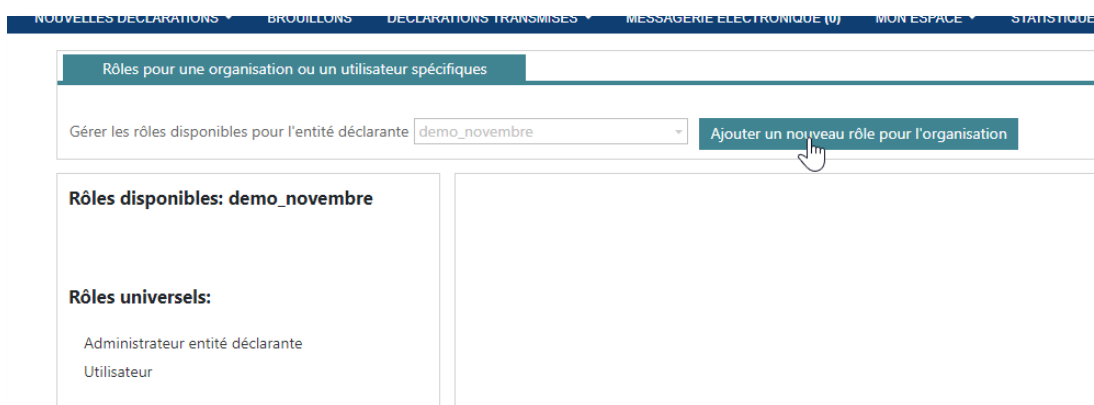 NOUVELLES DÉCLARATIONS BROUILLONS DÉCLARATIONS TRANSMISES MESSAGERIE ÉLECTRONIQUE (0) MON ESPACE STATISTIQUE
Rôles pour une organisation ou un utilisateur spécifiques
Gérer les rôles disponibles pour l'entité déclarante demo_novembre Ajouter un nouveau rôle pour l'organisation
Rôles disponibles: demo_novembre
Rôles universels:
Administrateur entité déclarante
Utilisateur